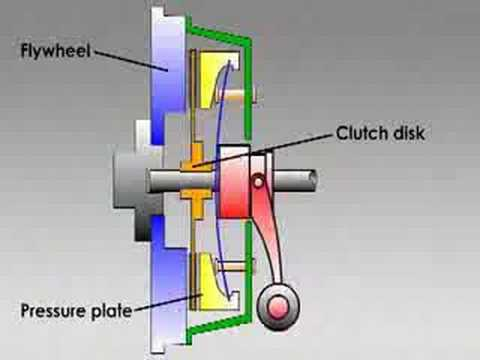 Flywheel
Clutch disk
Pressure plate